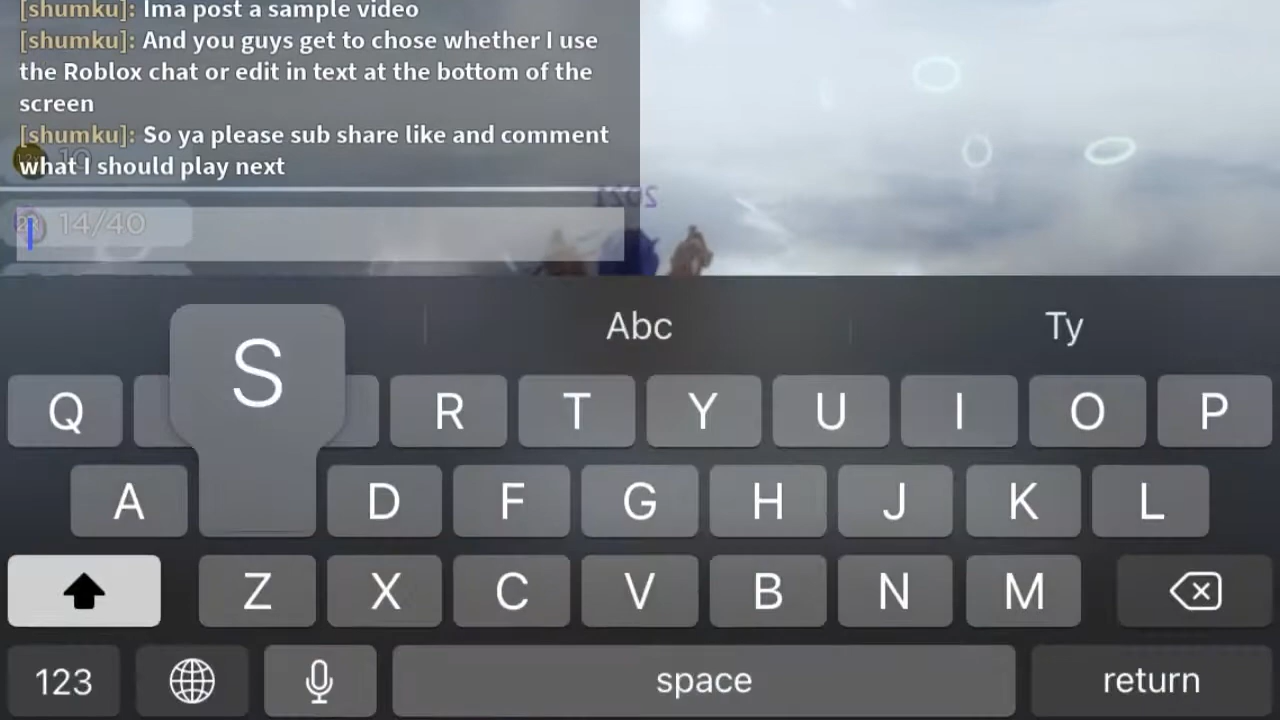 [shumku]: Ima post a sample video
[shumku]: And you guys get to chose whether I use
the Roblox chat or edit in text at the bottom of the
screen
[shumku]: So ya please sub share like and comment
what I should play next
14/40
Abc
Ty
S
Q R T Y U I O P
A D F G H J K L
Z X C V B N M
123
space
return